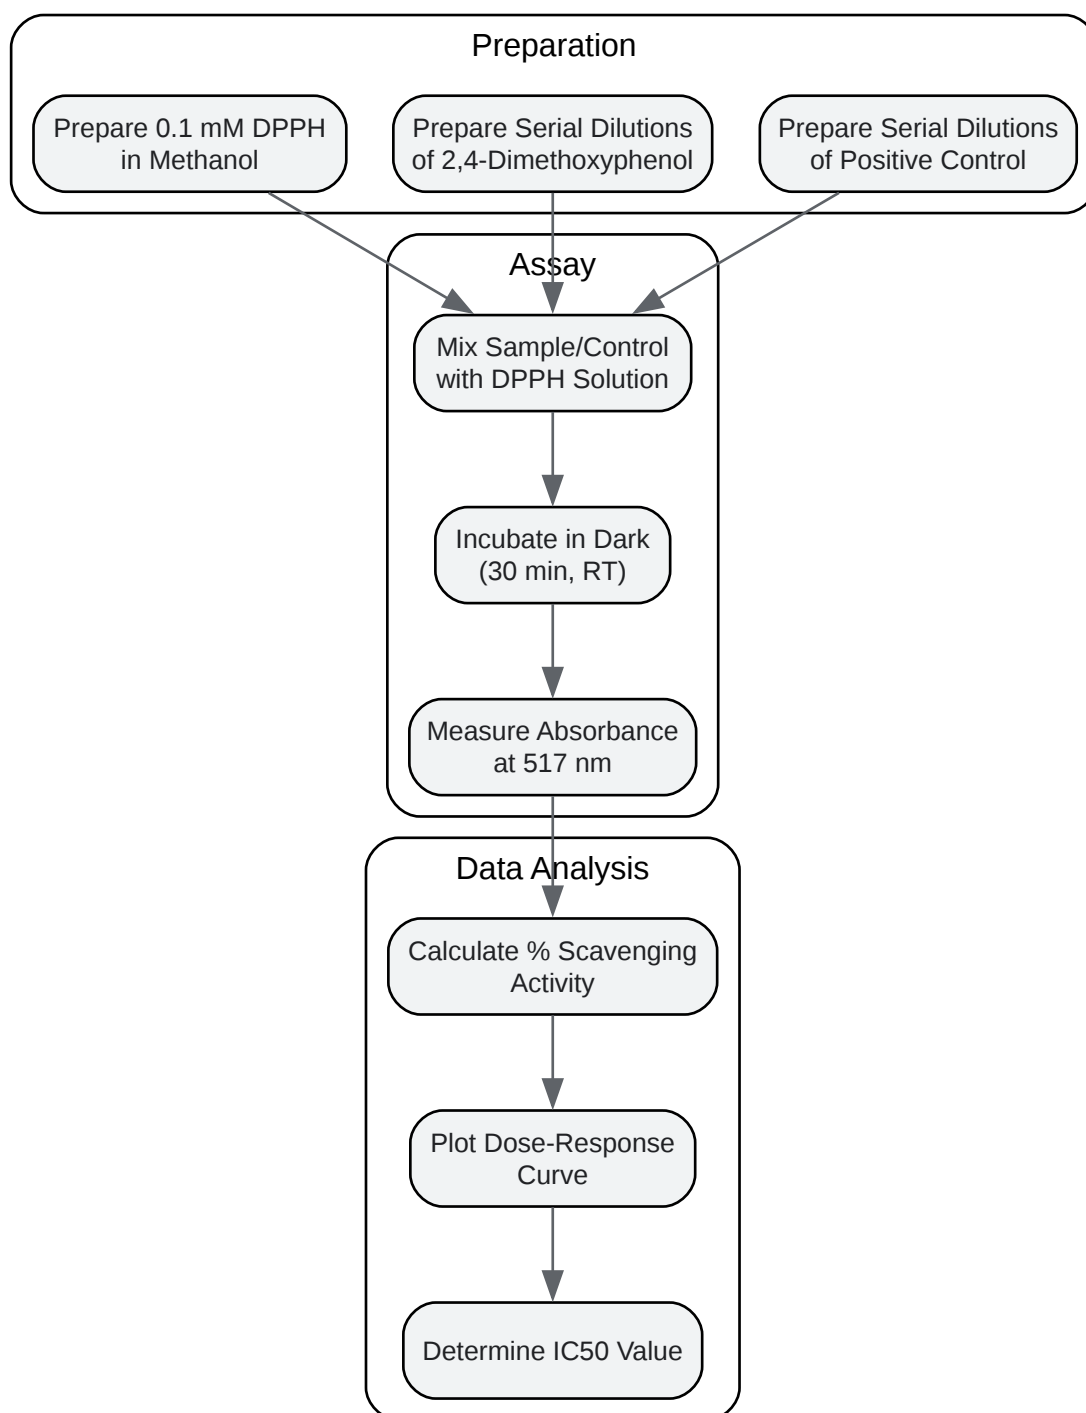 Preparation
Prepare 0.1 mM DPPH
in Methanol
Prepare Serial Dilutions
of 2,4-Dimethoxyphenol
Prepare Serial Dilutions
of Positive Control
Assay
Mix Sample/Control
with DPPH Solution
Incubate in Dark
(30 min, RT)
Measure Absorbance
at 517 nm
Data Analysis
Calculate % Scavenging
Activity
Plot Dose-Response
Curve
Determine IC50 Value